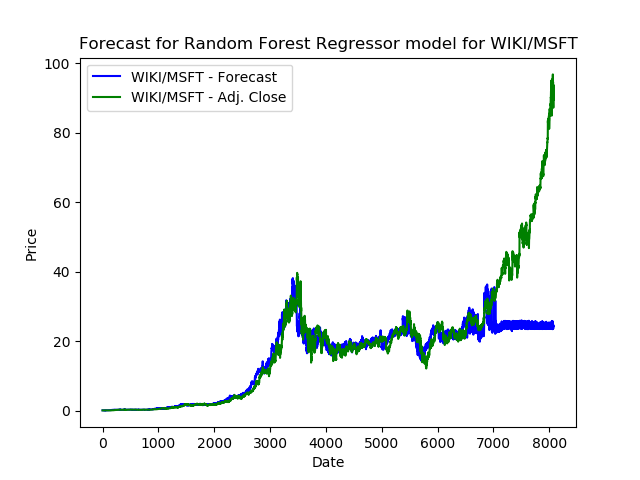 Forecast for Random Forest Regressor model for WIKI/MSFT
WIKI/MSFT - Forecast
WIKI/MSFT - Adj. Close
100
80
60
40
20
0
Price
0 1000 2000 3000 4000 5000 6000 7000 8000
Date